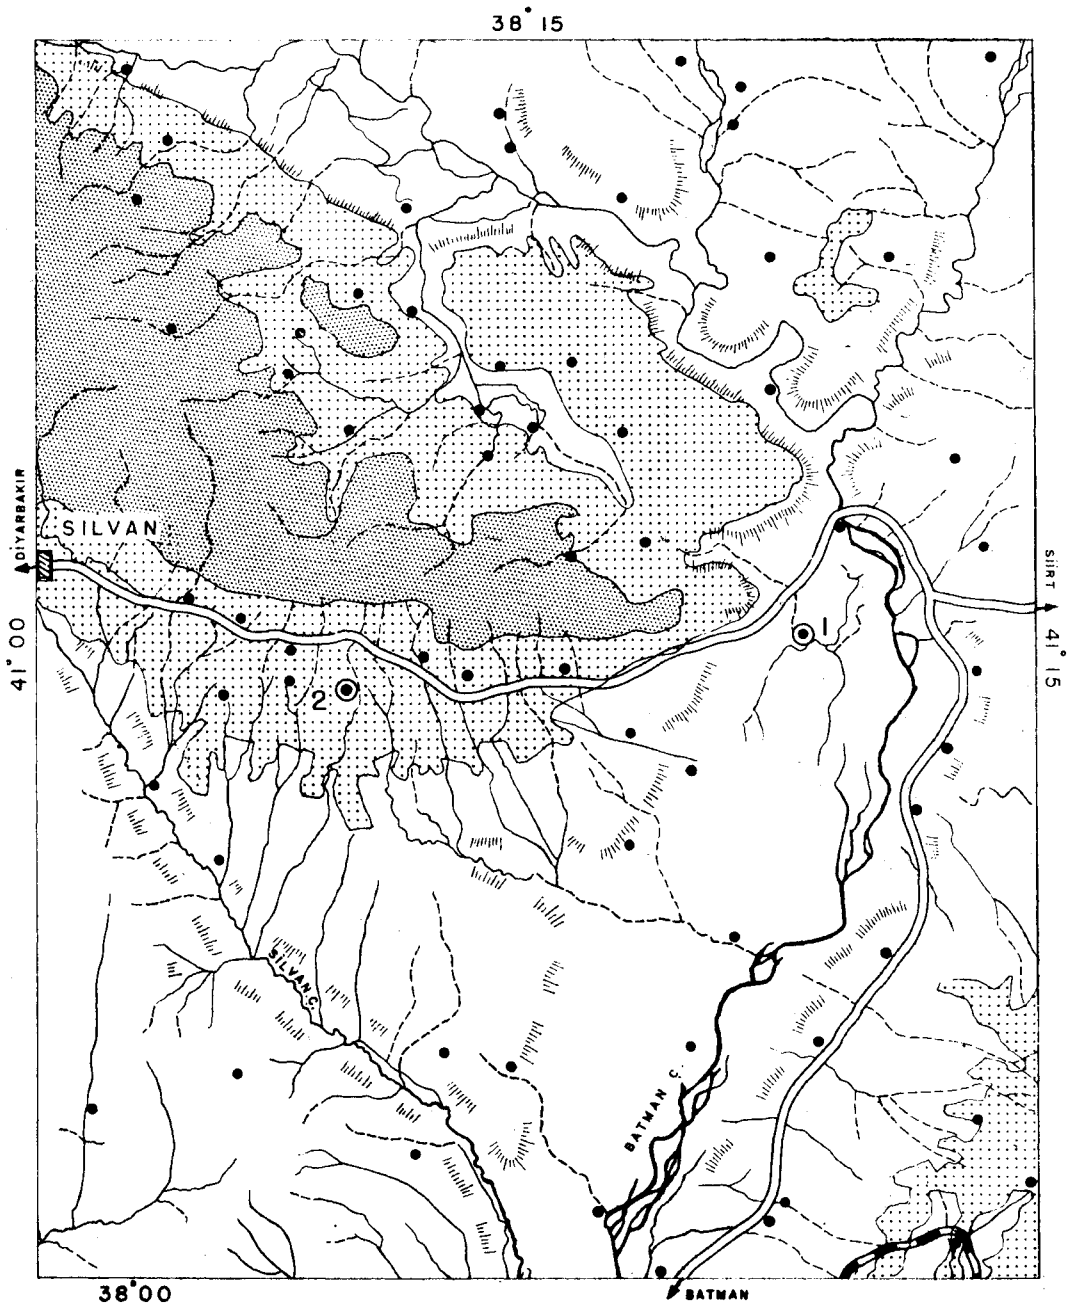 38° 15
DİYARBAKIR
SILVAN
SİİRT
41° 00
1
41° 15
2
SILVAN Ç.
BATMAN Ç.
38°00
BATMAN